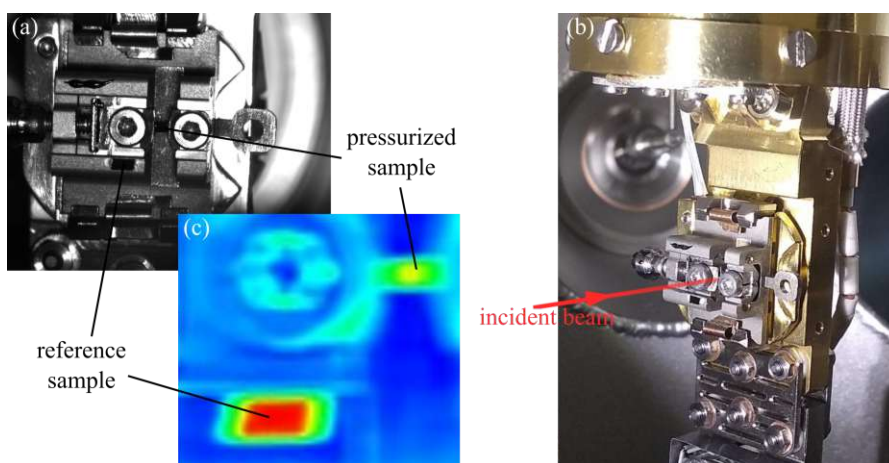 (a)
(b)
pressurized
sample
(c)
incident beam
reference
sample